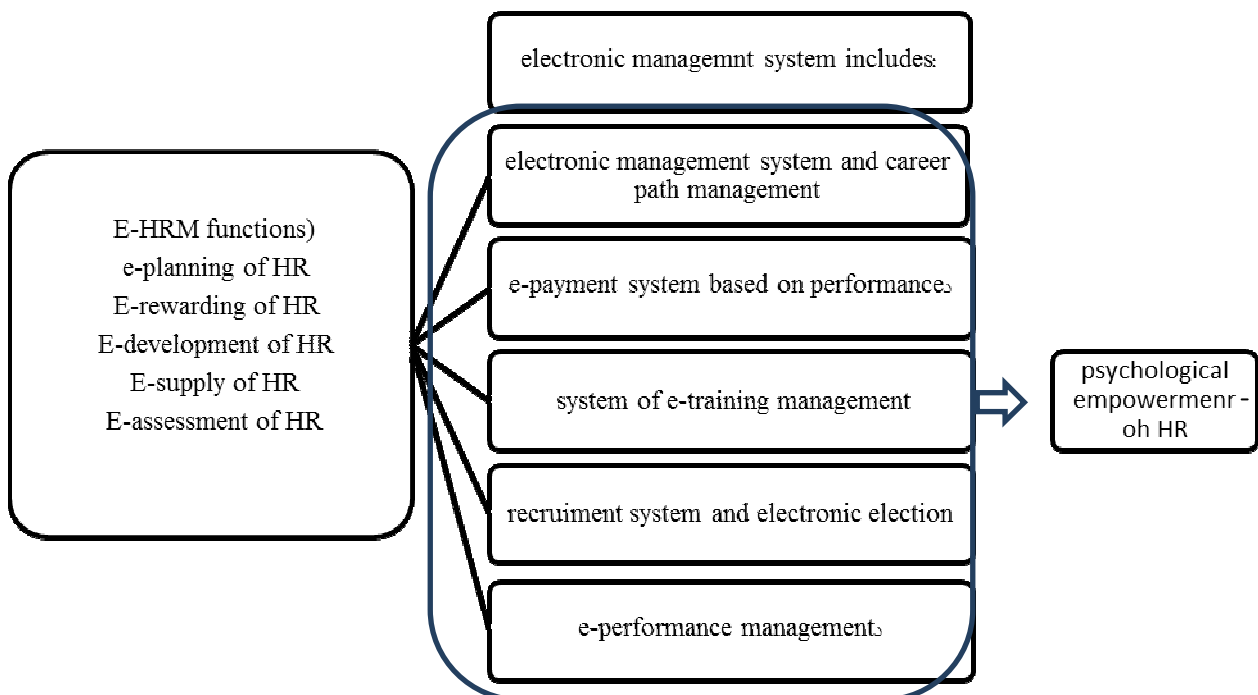 electronic managemnt system includes:
E-HRM functions)
e-planning of HR
E-rewarding of HR
E-development of HR
E-supply of HR
E-assessment of HR
electronic management system and career
path management
e-payment system based on performanceد
system of e-training management
recruiment system and electronic election
e-performance managementد
psychological
empowermenr -
oh HR